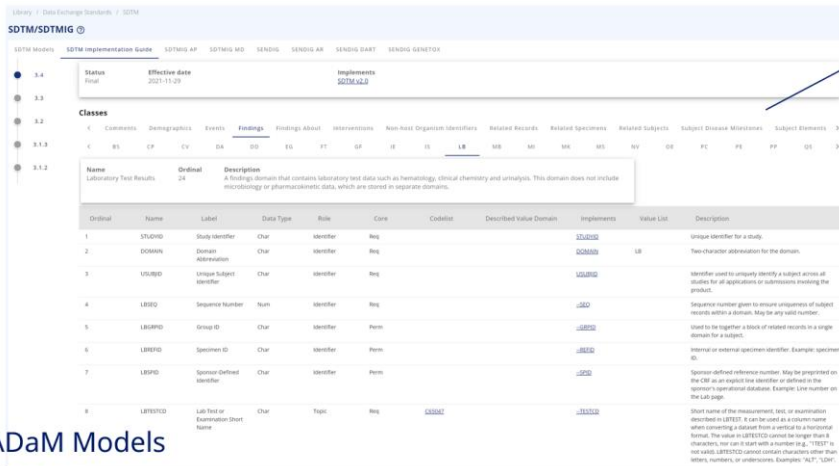 Library / Data Exchange Standards / SDTM
SDTM/SDTMIG
SDTM Models SDTM Implementation Guide SDTMIG AP SDTMIG MD SENDIG SENDIG AR SENDIG DART SENDIG GENETOX
3.4
3.3
3.2
3.1.3
3.1.2
Status Effective date Implements
Final 2021-11-29 SDTM v2.0
Classes
Comments Demographics Events Findings Findings About Interventions Non-host Organism Identifiers Related Records Related Specimens Related Subjects Subject Disease Milestones Subject Elements
BS CP CV DA DD EG FT GF IE IS LB MB MI MK MS NV OE PC PE PP QS
Name Ordinal Description
Laboratory Test Results 24 A findings domain that contains laboratory test data such as hematology, clinical chemistry and urinalysis. This domain does not include
microbiology or pharmacokinetic data, which are stored in separate domains.
Ordinal Name Label Data Type Role Core Codelist Described Value Domain Implements Value List Description
1 STUDYID Study Identifier Char Identifier Req STUDYID Unique identifier for a study.
2 DOMAIN Domain Char Identifier Req DOMAIN LB Two-character abbreviation for the domain.
Abbreviation
3 USUBJID Unique Subject Char Identifier Req USUBJID Identifier used to uniquely identify a subject across all
Identifier studies for all applications or submissions involving the
product.
4 LBSEQ Sequence Number Num Identifier Req --SEQ Sequence number given to ensure uniqueness of subject
records within a domain. May be any valid number.
5 LBGRPID Group ID Char Identifier Perm --GRPID Used to tie together a block of related records in a single
domain for a subject.
6 LBREFID Specimen ID Char Identifier Perm --REFID Internal or external specimen identifier. Example: specimen
ID.
7 LBSPID Sponsor-Defined Char Identifier Perm --SPID Sponsor-defined reference number. May be preprinted on
Identifier the CRF as an explicit line identifier or defined in the
sponsor's operational database. Example: Line number on
the Lab page.
8 LBTESTCD Lab Test or Char Topic Req C65047 --TESTCD Short name of the measurement, test, or examination
Examination Short described in LBTEST. It can be used as a column name
Name when converting a dataset from a vertical to a horizontal
format. The value in LBTESTCD cannot be longer than 8
characters, nor can it start with a number (e.g., "1TEST" is
not valid). LBTESTCD cannot contain characters other than
letters, numbers, or underscores. Examples: "ALT", "LDH".
ADaM Models